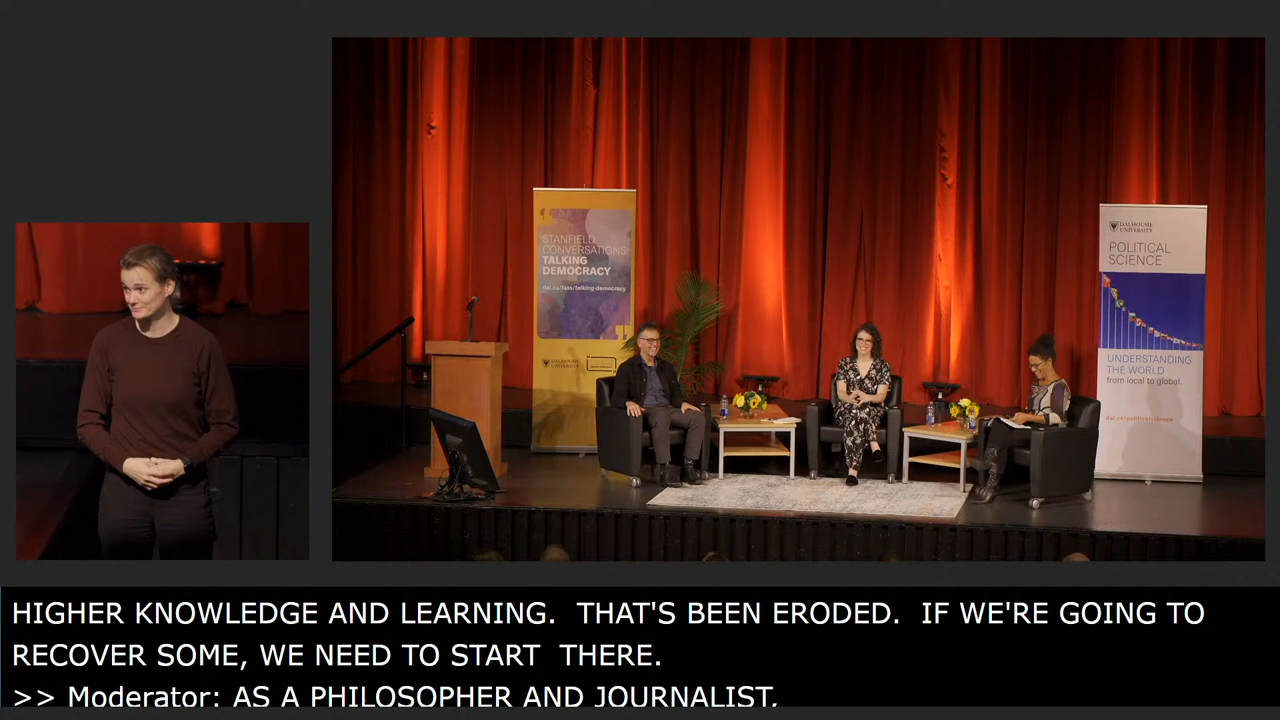 STANFIELD
CONVERSATIONS
TALKING
DEMOCRACY
dal.ca/fass/talking-democracy
DALHOUSIE
UNIVERSITY
DALHOUSIE
UNIVERSITY
POLITICAL
SCIENCE
UNDERSTANDING
THE WORLD
from local to global.
dal.ca/politicalscience
HIGHER KNOWLEDGE AND LEARNING.  THAT'S BEEN ERODED.  IF WE'RE GOING TO
RECOVER SOME, WE NEED TO START  THERE.
>> Moderator: AS A PHILOSOPHER AND JOURNALIST,